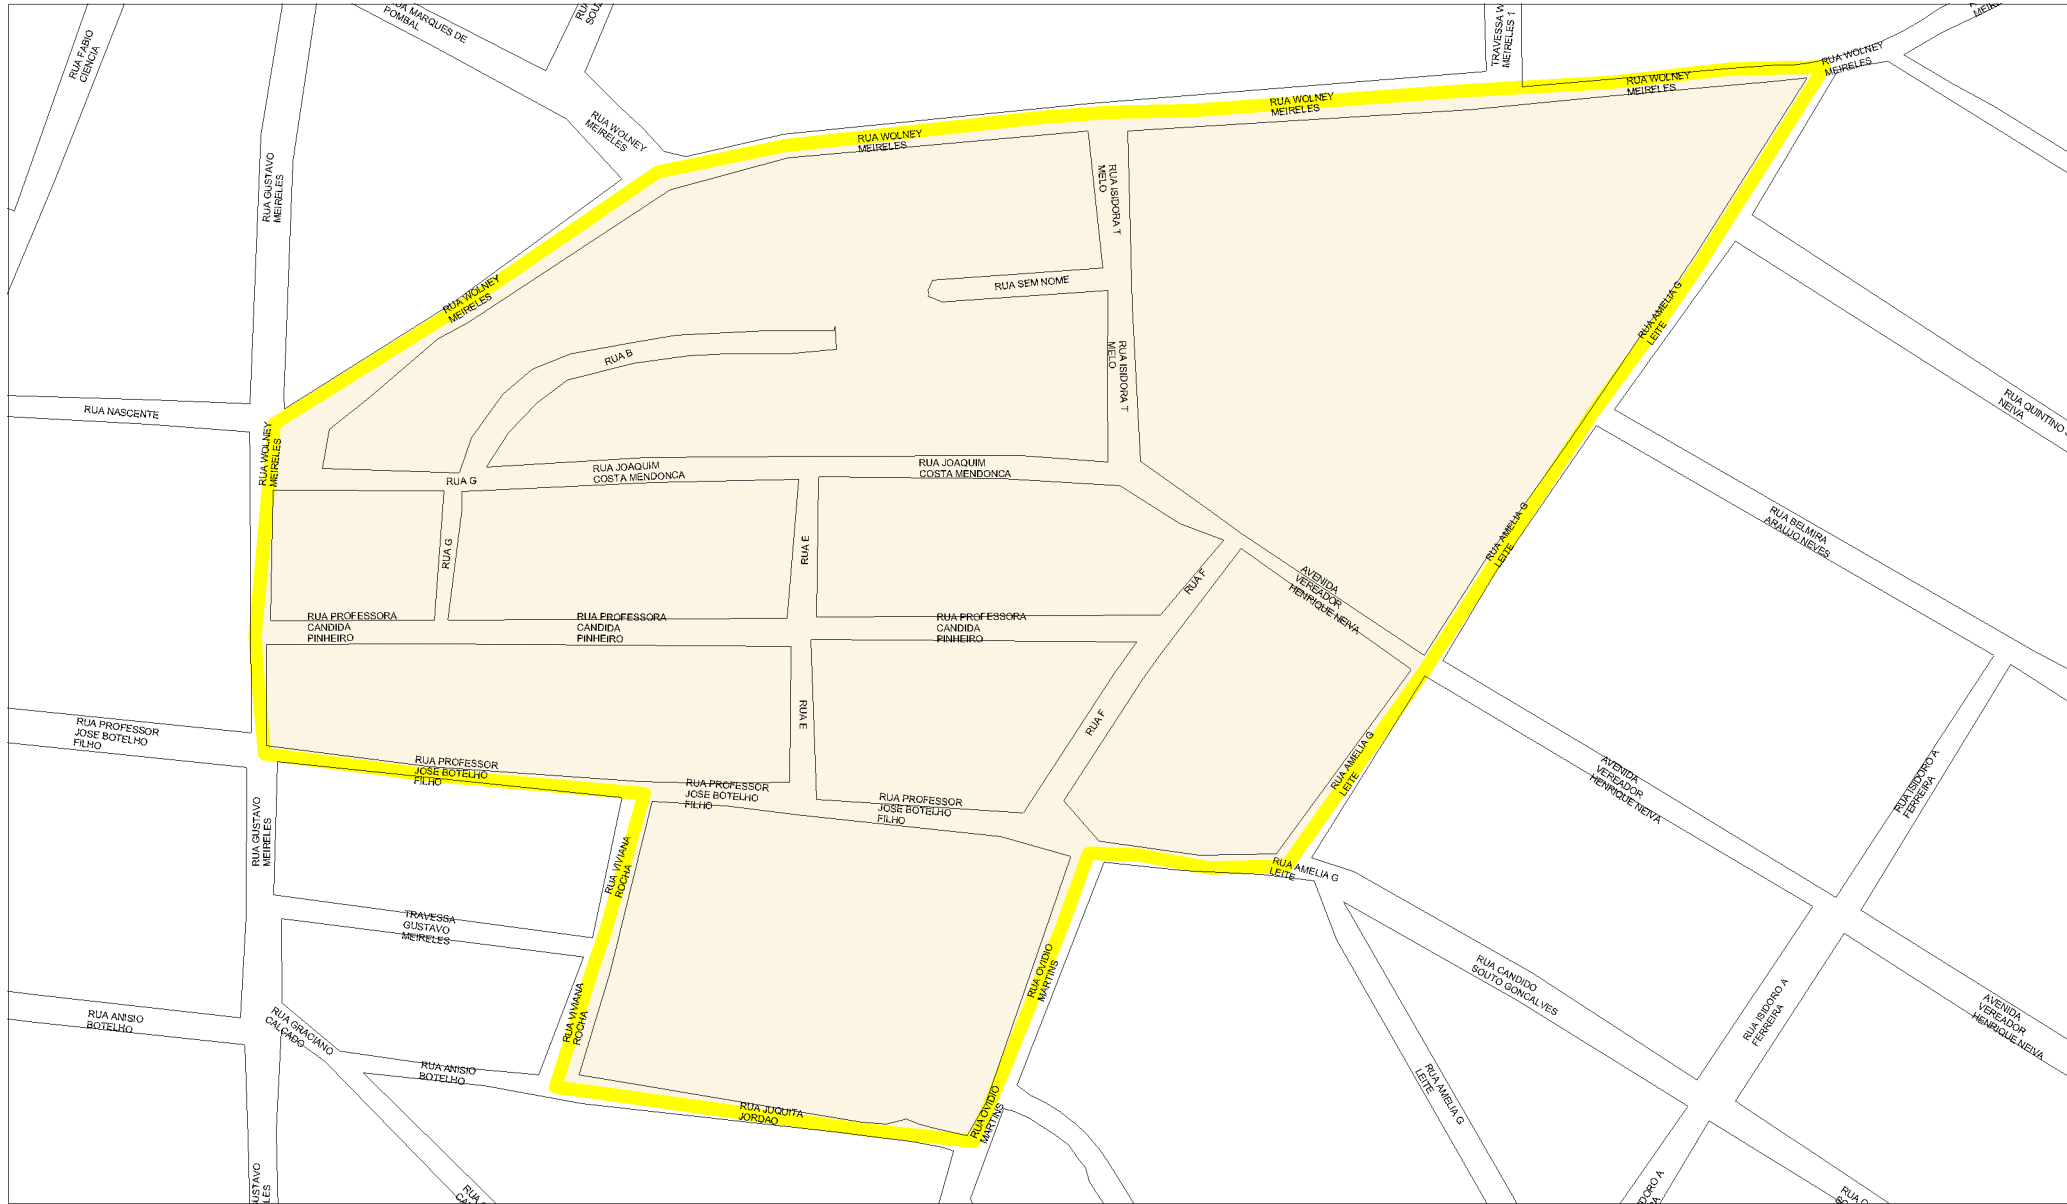 RUA FABIO
CIENCIA
RUA MARQUES DE
POMBAL
TRAVESSA W
MEIRELES 1
RUA WOLNEY
MEIRELES
RUA WOLNEY
MEIRELES
RUA WOLNEY
MEIRELES
RUA WOLNEY
MEIRELES
RUA WOLNEY
MEIRELES
RUA GUSTAVO
MEIRELES
RUA ISIDORA T
MELO
RUA SEM NOME
RUA WOLNEY
MEIRELES
RUA AMELIA G
LEITE
RUA B
RUA ISIDORA T
MELO
RUA NASCENTE
RUA QUINTINO
NEIVA
RUA WOLNEY
MEIRELES
RUA G
RUA JOAQUIM
COSTA MENDONCA
RUA JOAQUIM
COSTA MENDONCA
RUA G
RUA E
RUA AMELIA G
LEITE
RUA BELMIRA
ARAUJO NEVES
RUA F
AVENIDA
VEREADOR
HENRIQUE NEIVA
RUA PROFESSORA
CANDIDA
PINHEIRO
RUA PROFESSORA
CANDIDA
PINHEIRO
RUA PROFESSORA
CANDIDA
PINHEIRO
RUA E
RUA F
RUA PROFESSOR
JOSE BOTELHO
FILHO
RUA PROFESSOR
JOSE BOTELHO
FILHO
RUA PROFESSOR
JOSE BOTELHO
FILHO
RUA PROFESSOR
JOSE BOTELHO
FILHO
RUA AMELIA G
LEITE
AVENIDA
VEREADOR
HENRIQUE NEIVA
RUA ISIDORO A
FERREIRA
RUA GUSTAVO
MEIRELES
RUA VIVIANA
ROCHA
RUA AMELIA G
LEITE
TRAVESSA
GUSTAVO
MEIRELES
RUA OVIDIO
MARTINS
RUA CANDIDO
SOUTO GONCALVES
RUA VIVIANA
ROCHA
RUA ANISIO
BOTELHO
RUA GRACIANO
CALCADO
RUA ISIDORO A
FERREIRA
AVENIDA
VEREADOR
HENRIQUE NEIVA
RUA ANISIO
BOTELHO
RUA AMELIA G
LEITE
RUA JUQUITA
JORDAO
RUA OVIDIO
MARTINS